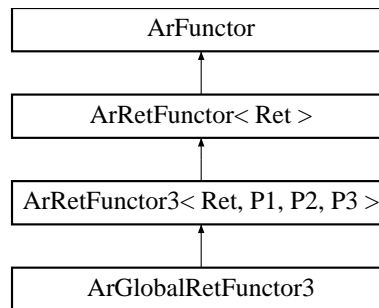 ArFunctor
ArRetFunctor< Ret >
ArRetFunctor3< Ret, P1, P2, P3 >
ArGlobalRetFunctor3